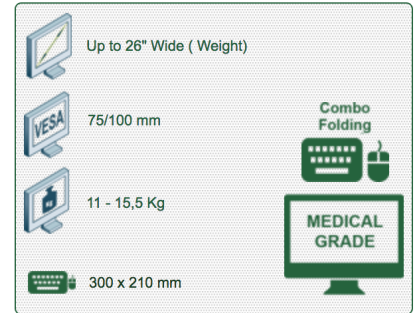 Up to 26" Wide ( Weight)
VESA
75/100 mm
Combo
Folding
KG
11 - 15,5 Kg
MEDICAL
GRADE
300 x 210 mm